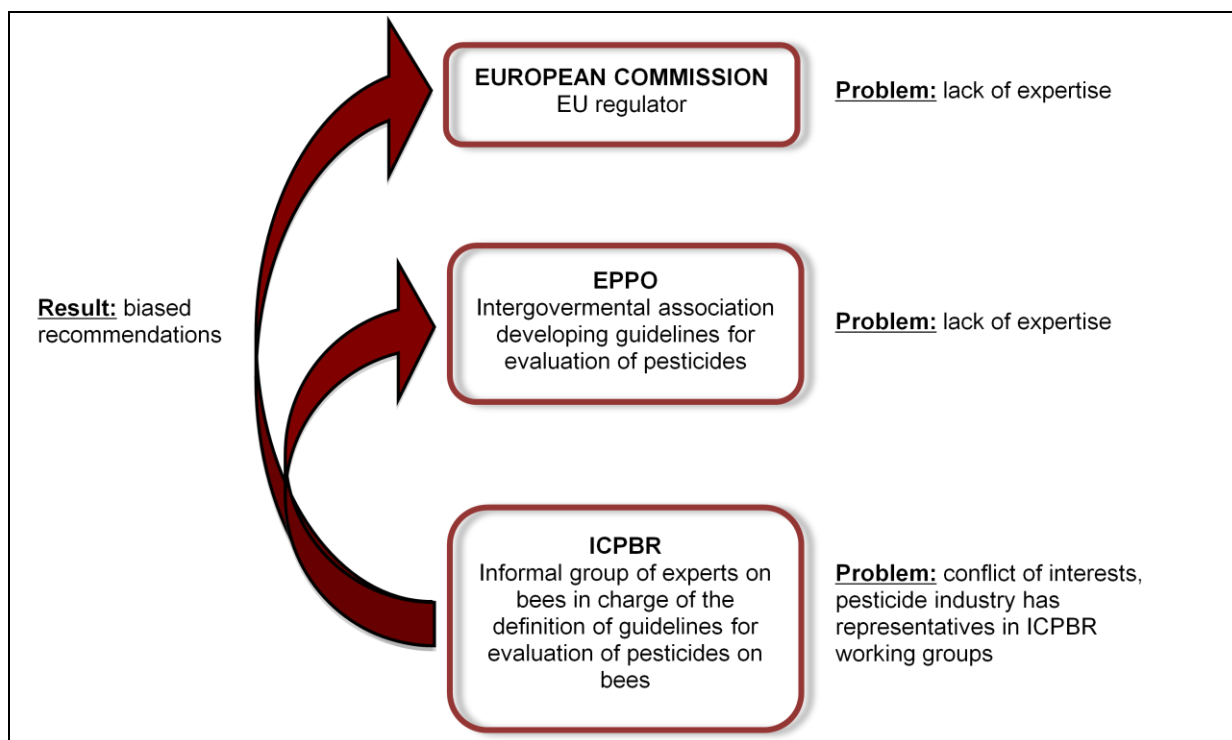 EUROPEAN COMMISSION
EU regulator
Problem: lack of expertise
EPPO
Intergovermental association
developing guidelines for
evaluation of pesticides
Problem: lack of expertise
Result: biased
recommendations
ICPBR
Informal group of experts on
bees in charge of the
definition of guidelines for
evaluation of pesticides on
bees
Problem: conflict of interests,
pesticide industry has
representatives in ICPBR
working groups